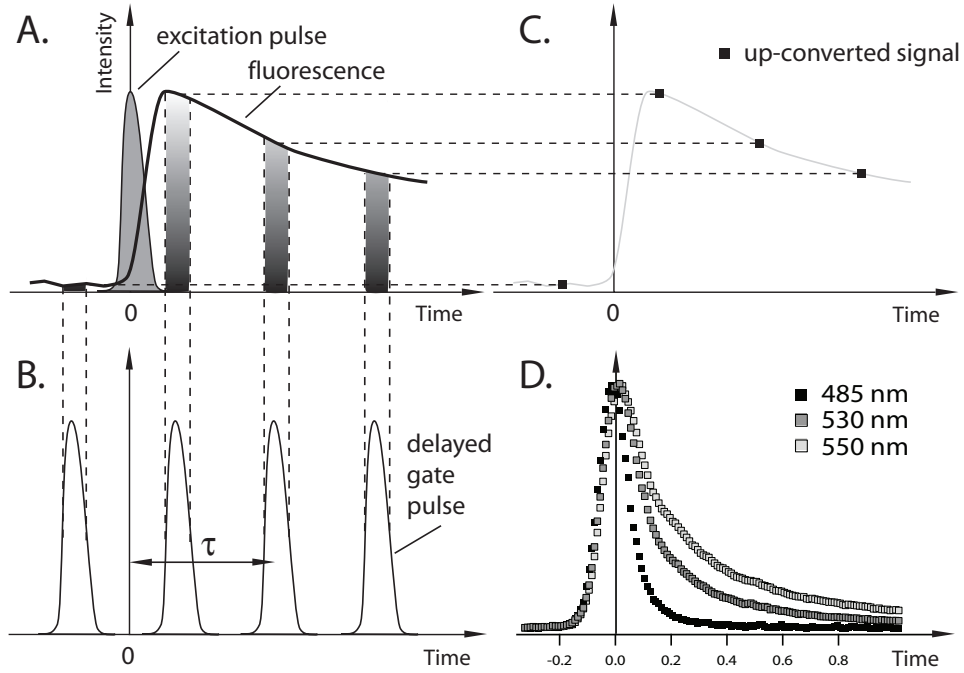 A.
Intensity
excitation pulse
fluorescence
0
Time
C.
up-converted signal
0
Time
B.
τ
delayed
gate
pulse
0
Time
D.
485 nm
530 nm
550 nm
-0.2 0.0 0.2 0.4 0.6 0.8 Time